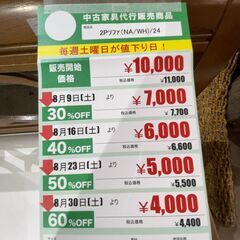 中古家具代行販売商品
商品名
2Pソファ(NA/WH)/24
毎週土曜日が値下り日！
販売開始 価格 ¥10,000
税込価格 ¥11,000
8月9日(土) より ¥7,000
30%OFF 税込価格 ¥7,700
8月16日(土) より ¥6,000
40%OFF 税込価格 ¥6,600
8月23日(土) より ¥5,000
50%OFF 税込価格 ¥5,500
8月30日(土) より ¥4,000
60%OFF 税込価格 ¥4,400